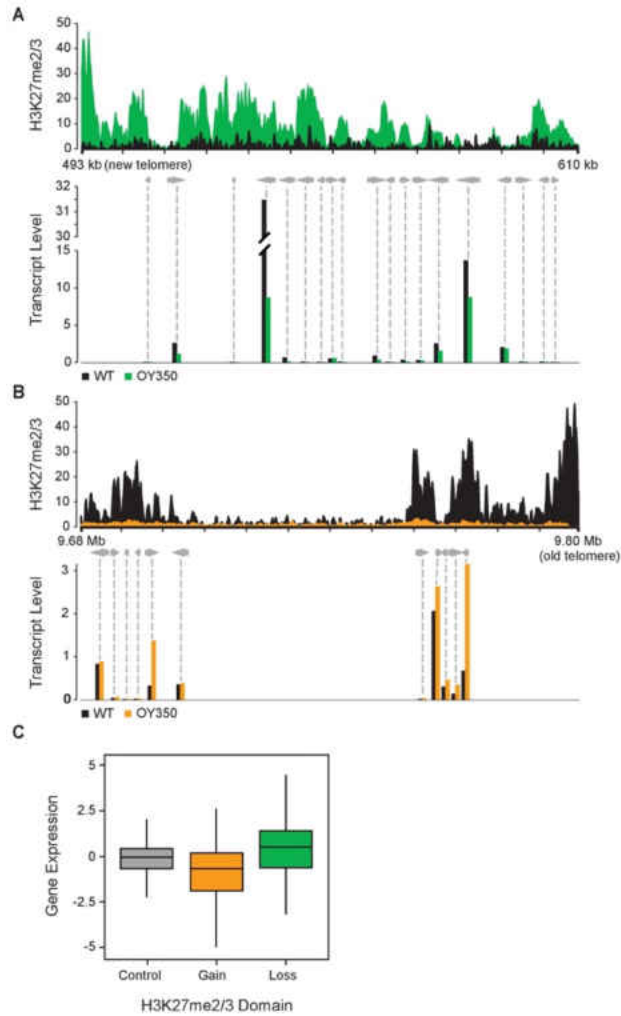 A
H3K27me2/3
50
40
30
20
10
0
493 kb (new telomere)
610 kb
Transcript Level
32
31
30
15
10
5
0
WT
OY350
B
H3K27me2/3
50
40
30
20
10
0
9.68 Mb
9.80 Mb
(old telomere)
Transcript Level
3
2
1
0
WT
OY350
C
Gene Expression
5
2.5
0
-2.5
-5
Control
Gain
Loss
H3K27me2/3 Domain